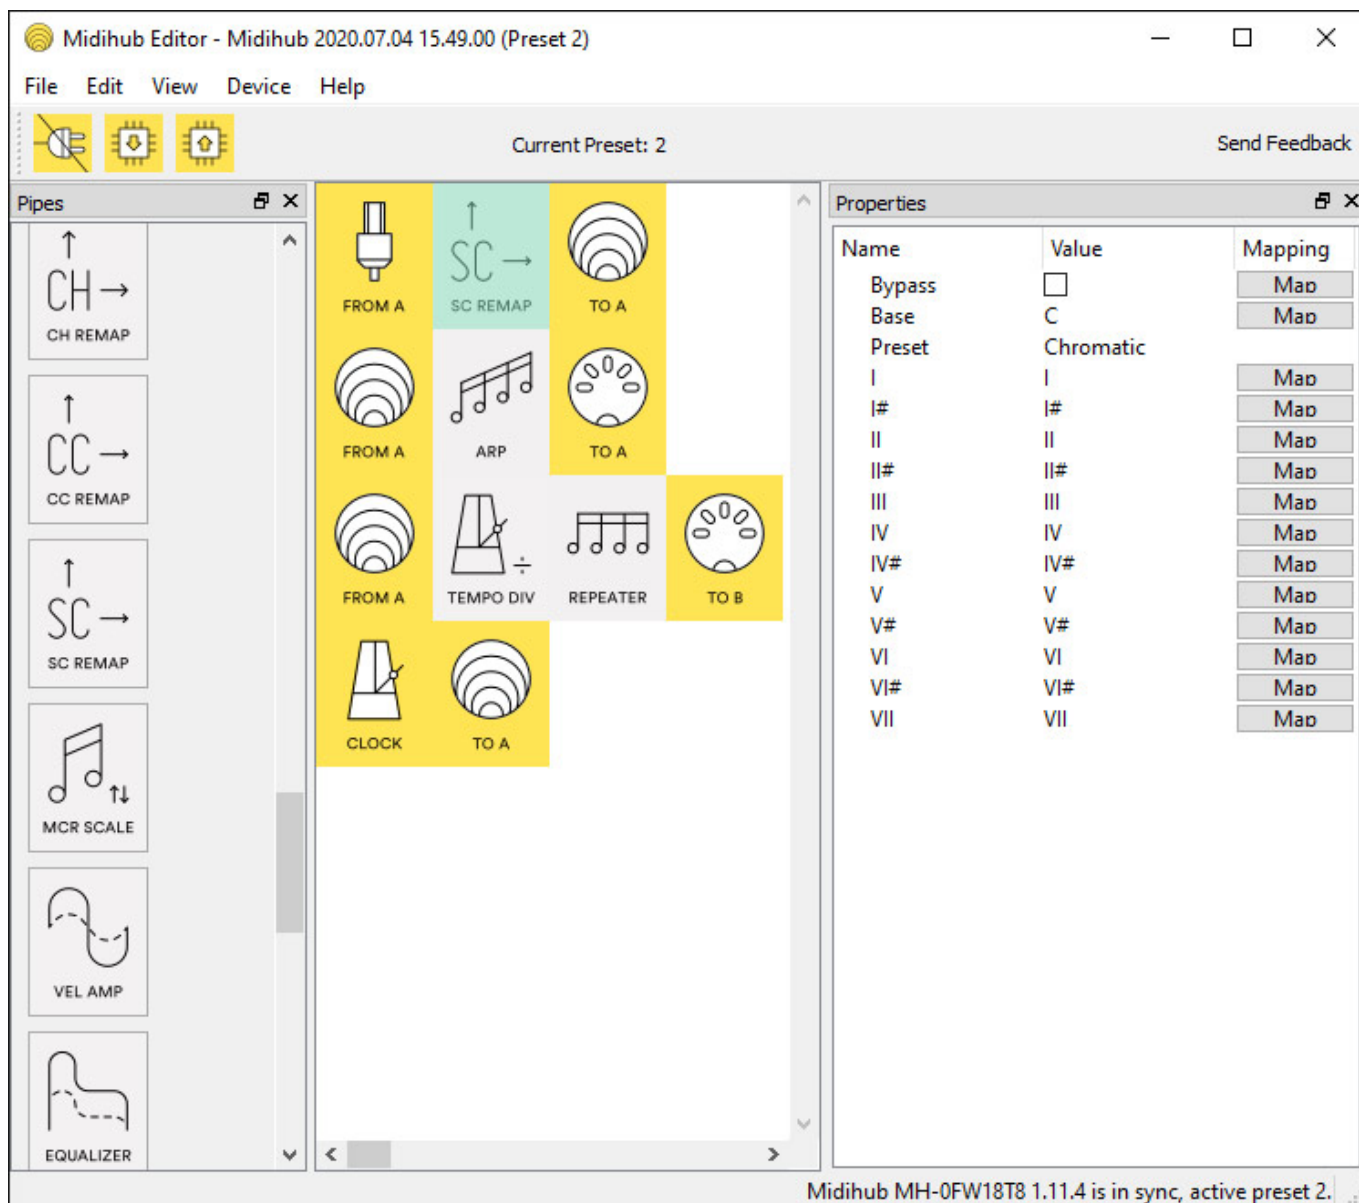 Midihub Editor - Midihub 2020.07.04 15.49.00 (Preset 2)
File Edit View Device Help
Current Preset: 2
Send Feedback
Pipes
CH
CH REMAP
CC
CC REMAP
SC
SC REMAP
MCR SCALE
VEL AMP
EQUALIZER
FROM A
SC
SC REMAP
TO A
FROM A
ARP
TO A
FROM A
TEMPO DIV
REPEATER
TO B
CLOCK
TO A
Properties
Name Value Mapping
Bypass Map
Base C Map
Preset Chromatic
I I Map
I# I# Map
II II Map
II# II# Map
III III Map
IV IV Map
IV# IV# Map
V V Map
V# V# Map
VI VI Map
VI# VI# Map
VII VII Map
Midihub MH-0FW18T8 1.11.4 is in sync, active preset 2.